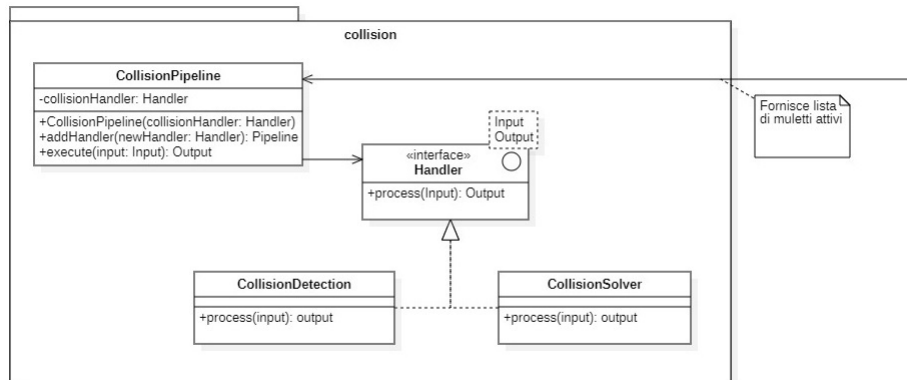 collision
CollisionPipeline
-collisionHandler: Handler
+CollisionPipeline(collisionHandler: Handler)
+addHandler(newHandler: Handler): Pipeline
+execute(input: Input): Output
Fornisce lista
di muletti attivi
Input
Output
«interface»
Handler
+process(Input): Output
CollisionDetection
+process(input): output
CollisionSolver
+process(input): output